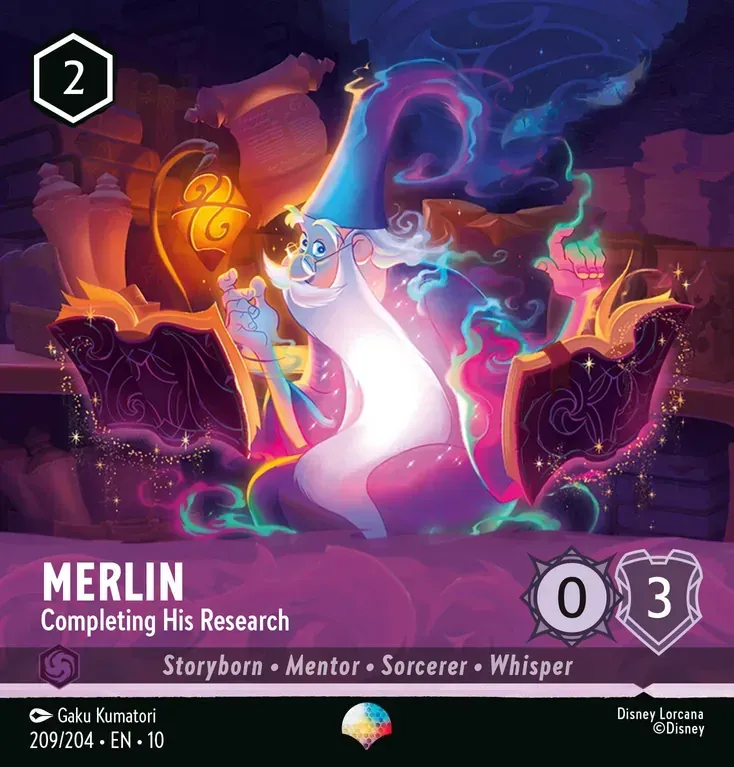 2
MERLIN
Completing His Research
0
3
Storyborn • Mentor • Sorcerer • Whisper
Gaku Kumatori
209/204 • EN • 10
Disney Lorcana
©Disney